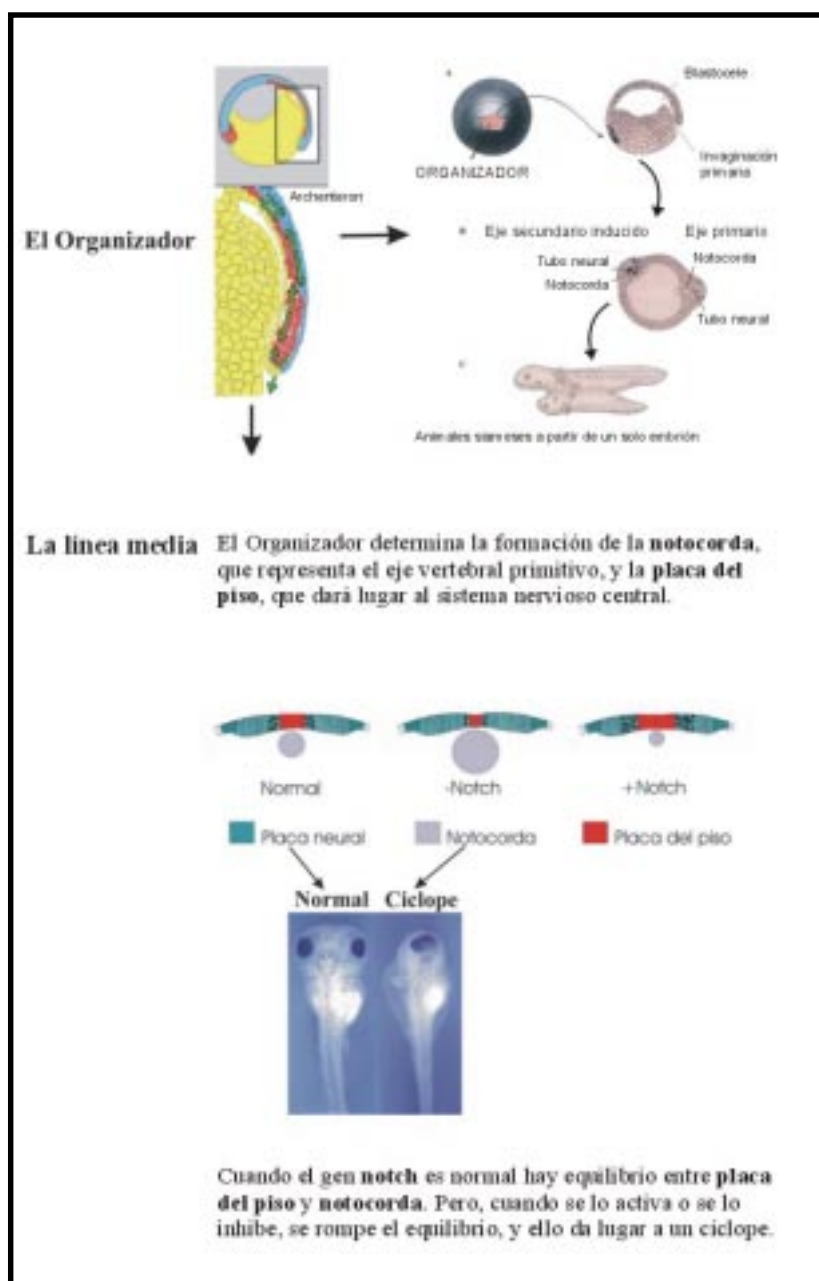 Archenteron
El Organizador
Blastocele
ORGANIZADOR
Invaginación
primaria
Eje secundario inducido
Eje primario
Tubo neural
Notocorda
Notocorda
Tubo neural
Animales siameses a partir de un solo embrión
La línea media
El Organizador determina la formación de la notocorda,
que representa el eje vertebral primitivo, y la placa del
piso, que dará lugar al sistema nervioso central.
Normal
-Notch
+Notch
Placa neural
Notocorda
Placa del piso
Normal
Ciclope
Cuando el gen notch es normal hay equilibrio entre placa
del piso y notocorda. Pero, cuando se lo activa o se lo
inhibe, se rompe el equilibrio, y ello da lugar a un ciclope.